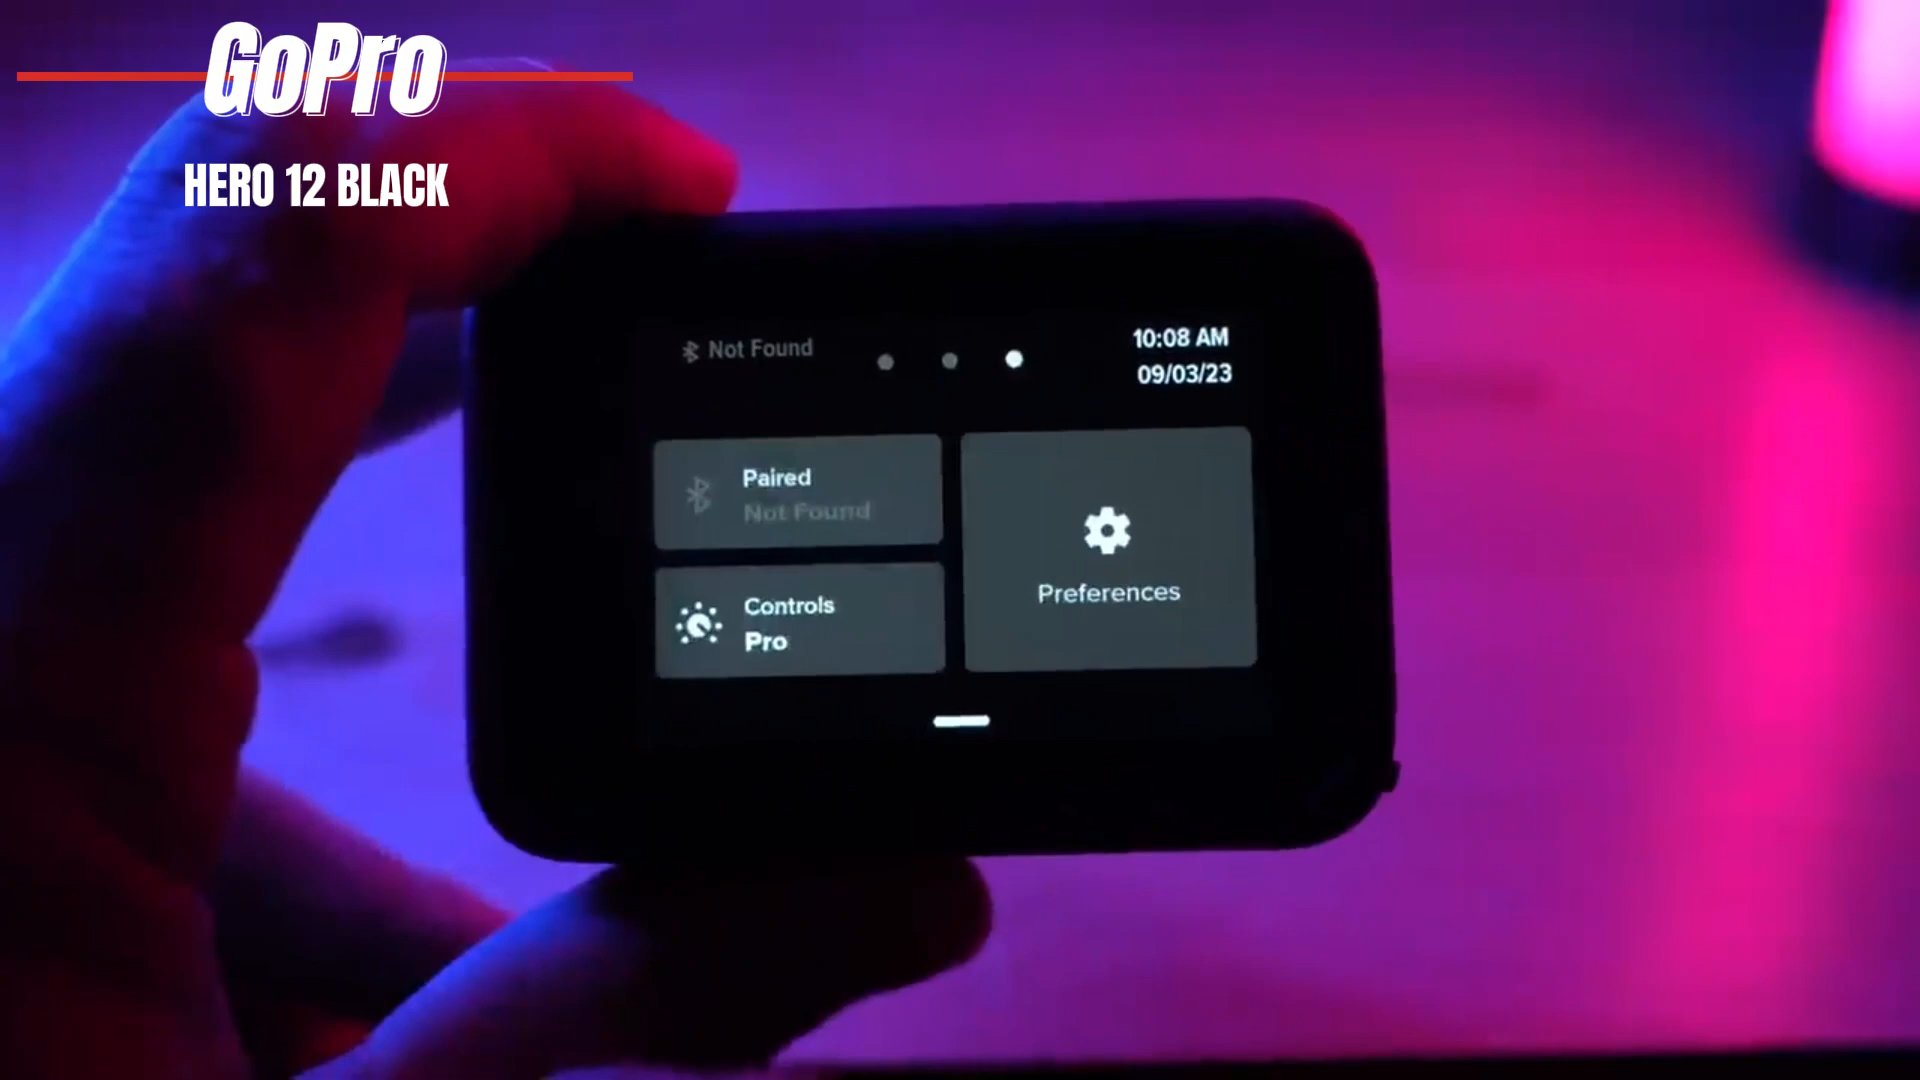 GoPro
HERO 12 BLACK
Not Found
10:08 AM
09/03/23
Paired
Not Found
Controls
Pro
Preferences